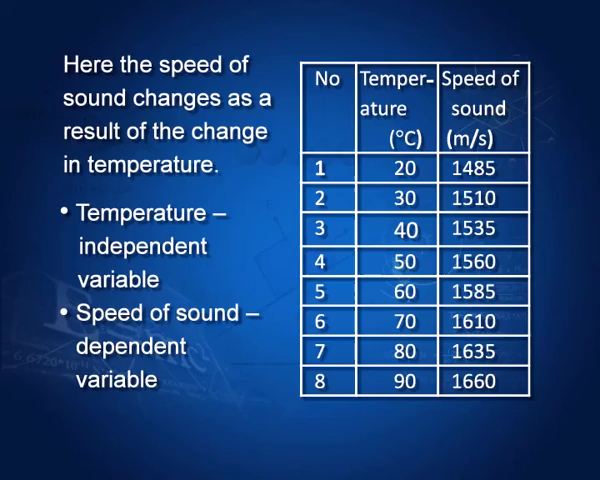 Here the speed of
sound changes as a
result of the change
in temperature.
• Temperature –
independent
variable
• Speed of sound –
dependent
variable
No Temper- Speed of
ature sound
(°C) (m/s)
1 20 1485
2 30 1510
3 40 1535
4 50 1560
5 60 1585
6 70 1610
7 80 1635
8 90 1660